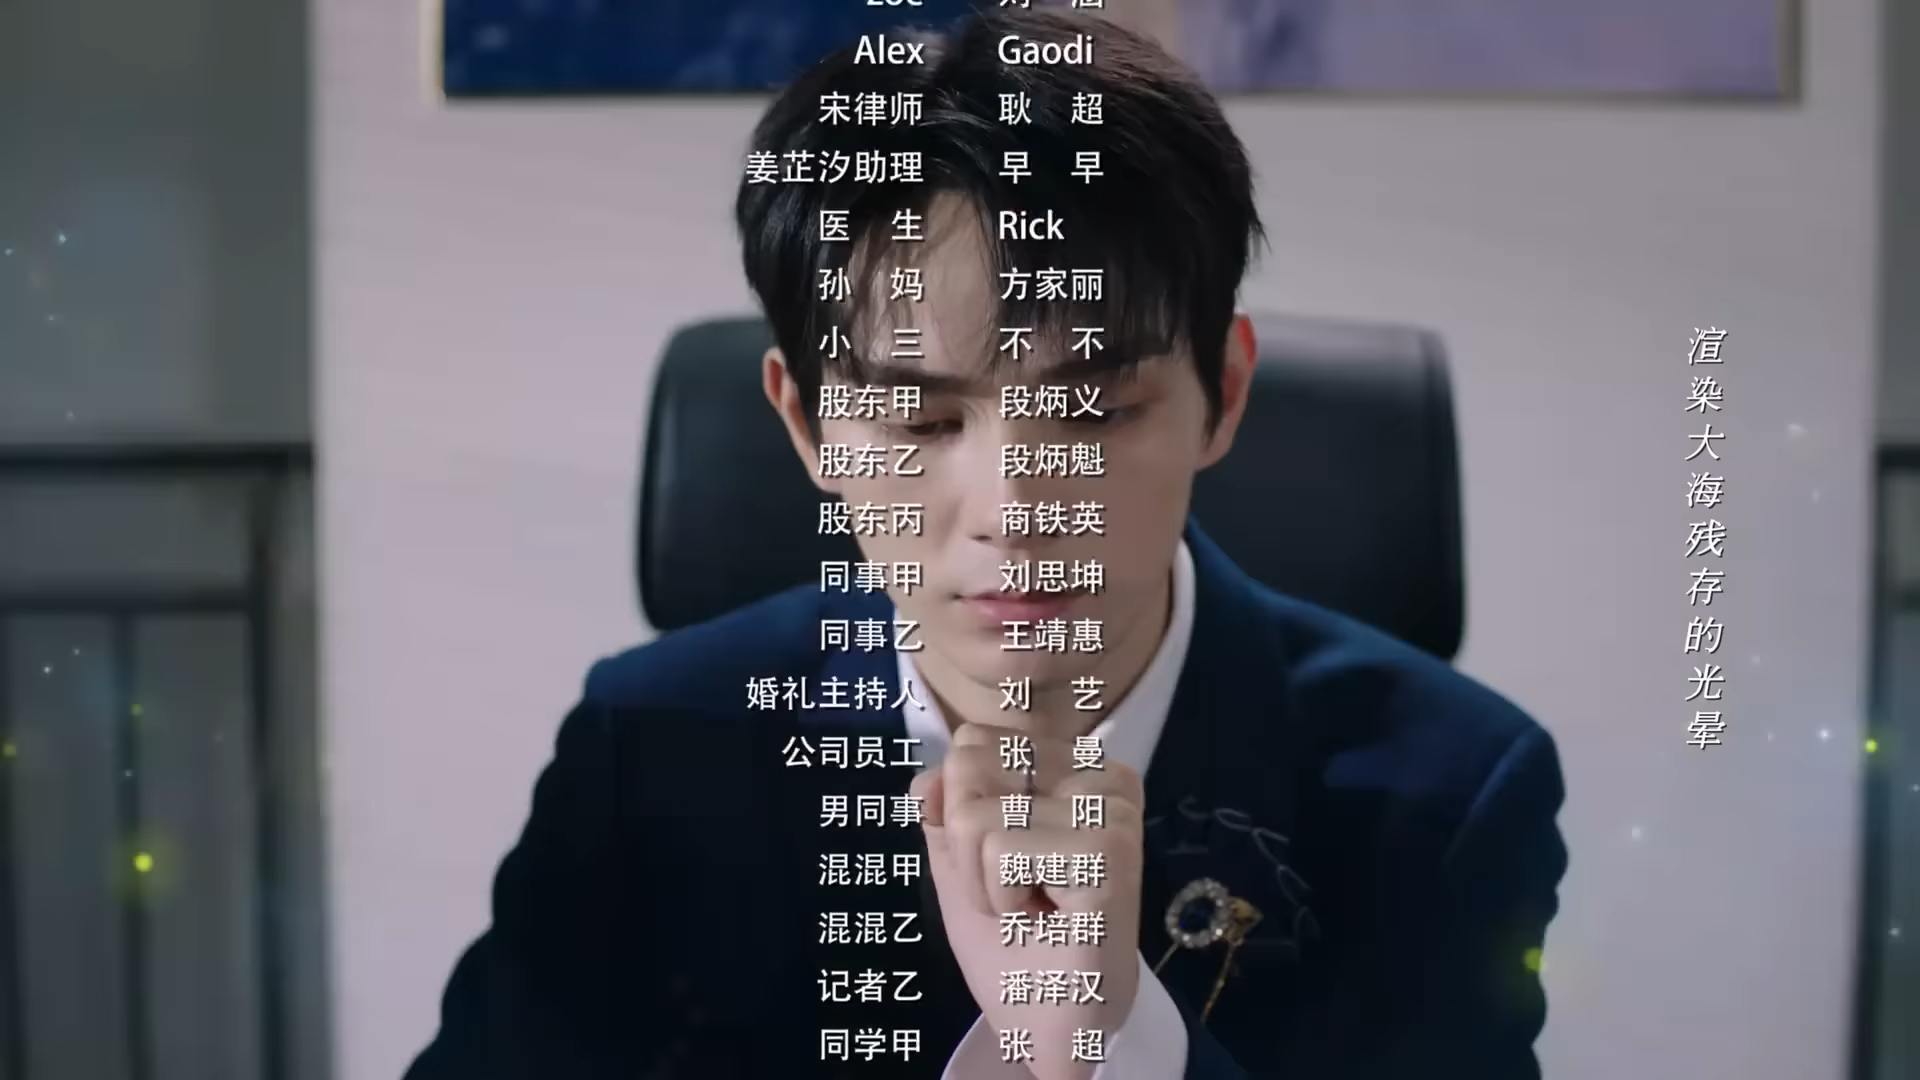 Alex Gaodi
宋律师 耿超
姜芷汐助理 早早
医生 Rick
孙妈 方家丽
小三 不不
股东甲 段炳义
股东乙 段炳魁
股东丙 商铁英
同事甲 刘思坤
同事乙 王靖惠
婚礼主持人 刘艺
公司员工 张曼
男同事 曹阳
混混甲 魏建群
混混乙 乔培群
记者乙 潘泽汉
同学甲 张超
渲染大海残存的光晕